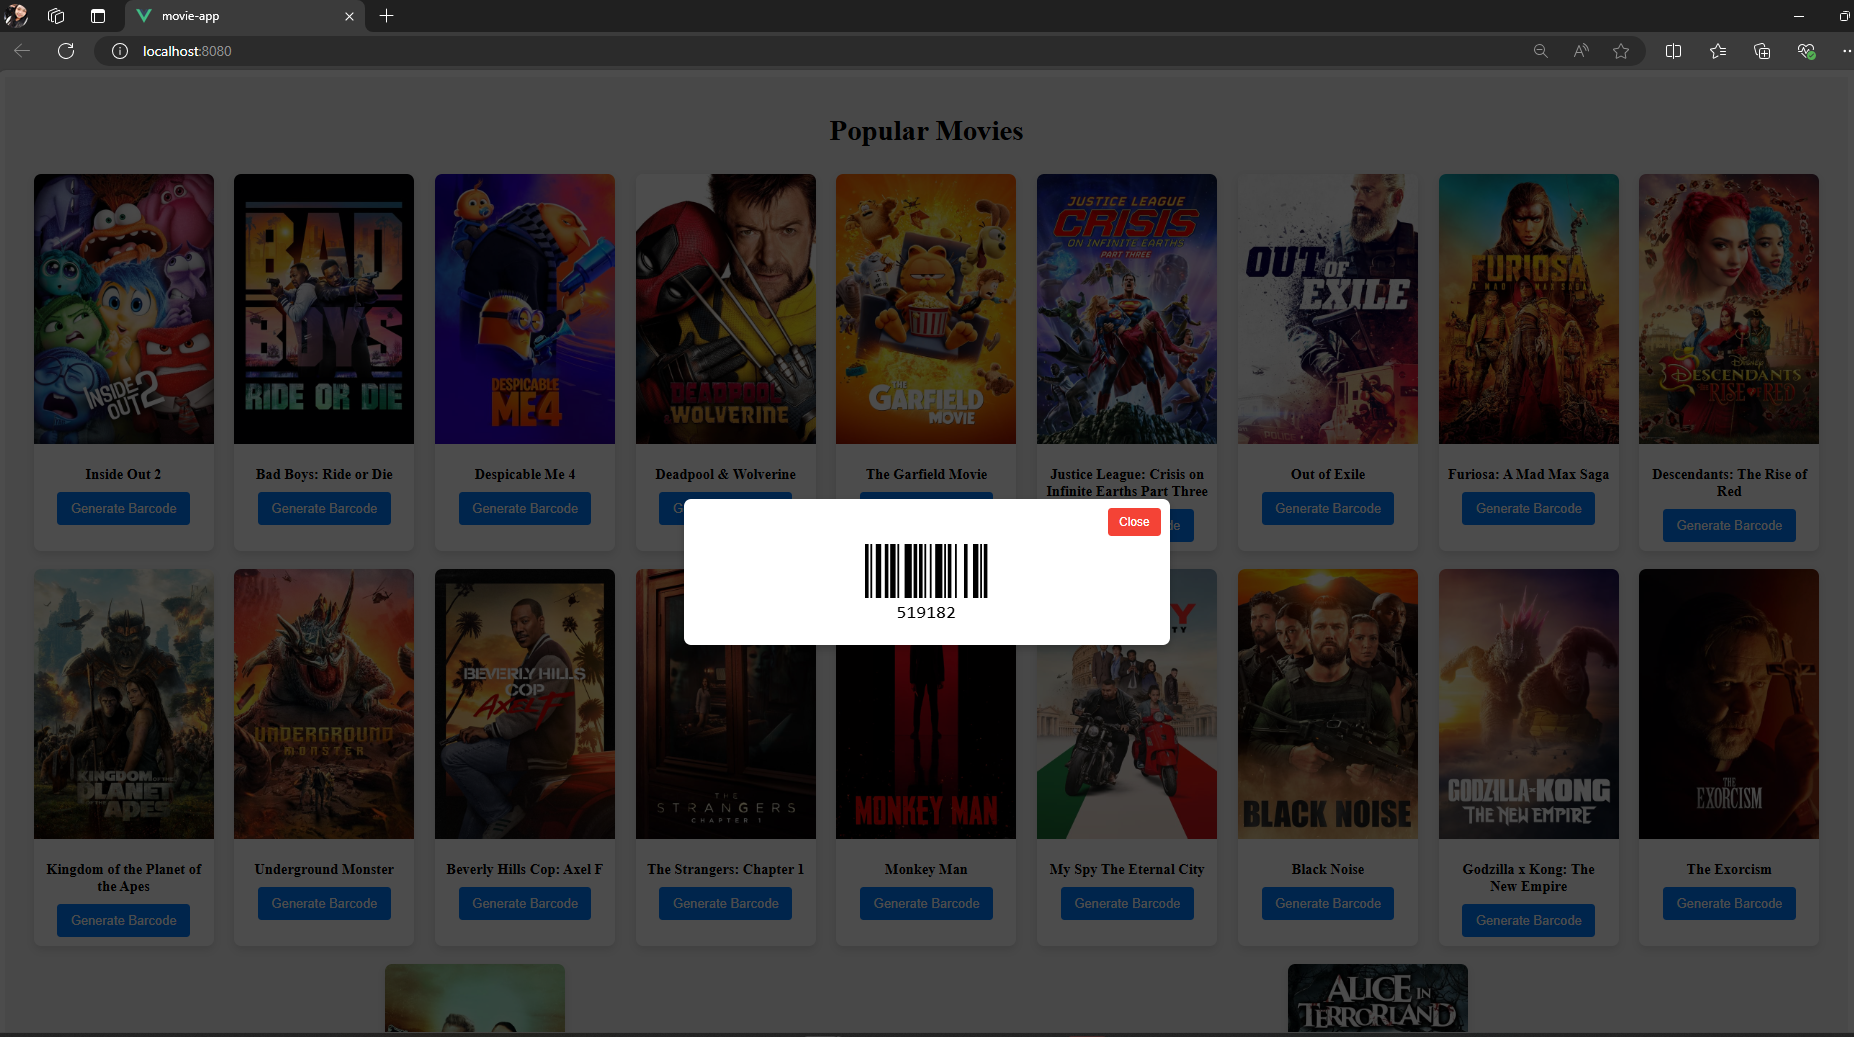 movie-app
localhost:8080
Popular Movies
INSIDE OUT 2
BAD
BOYS
RIDE OR DIE
DESPICABLE
ME4
DEADPOOL
WOLVERINE
THE
GARFIELD
MOVIE
JUSTICE LEAGUE
CRISIS
ON INFINITE EARTHS
PART THREE
OUT OF
EXILE
POLICE
FURIOSA
A MAD MAX SAGA
Disney
DESCENDANTS
THE RISE OF RED
Inside Out 2
Bad Boys: Ride or Die
Despicable Me 4
Deadpool & Wolverine
The Garfield Movie
Justice League: Crisis on
Infinite Earths Part Three
Out of Exile
Furiosa: A Mad Max Saga
Descendants: The Rise of
Red
Generate Barcode
Generate Barcode
Generate Barcode
Generate Barcode
Generate Barcode
Generate Barcode
Close
519182
KINGDOM OF THE
PLANET
OF THE APES
UNDERGROUND
MONSTER
BEVERLY HILLS
COP
AXEL F
THE
STRANGERS
CHAPTER 1
MONKEY MAN
BLACK NOISE
GODZILLA x KONG
THE NEW EMPIRE
THE
EXORCISM
Kingdom of the Planet of
the Apes
Underground Monster
Beverly Hills Cop: Axel F
The Strangers: Chapter 1
Monkey Man
My Spy The Eternal City
Black Noise
Godzilla x Kong: The
New Empire
The Exorcism
Generate Barcode
Generate Barcode
Generate Barcode
Generate Barcode
Generate Barcode
Generate Barcode
Generate Barcode
Generate Barcode
Generate Barcode
ALICE IN
TERRORLAND